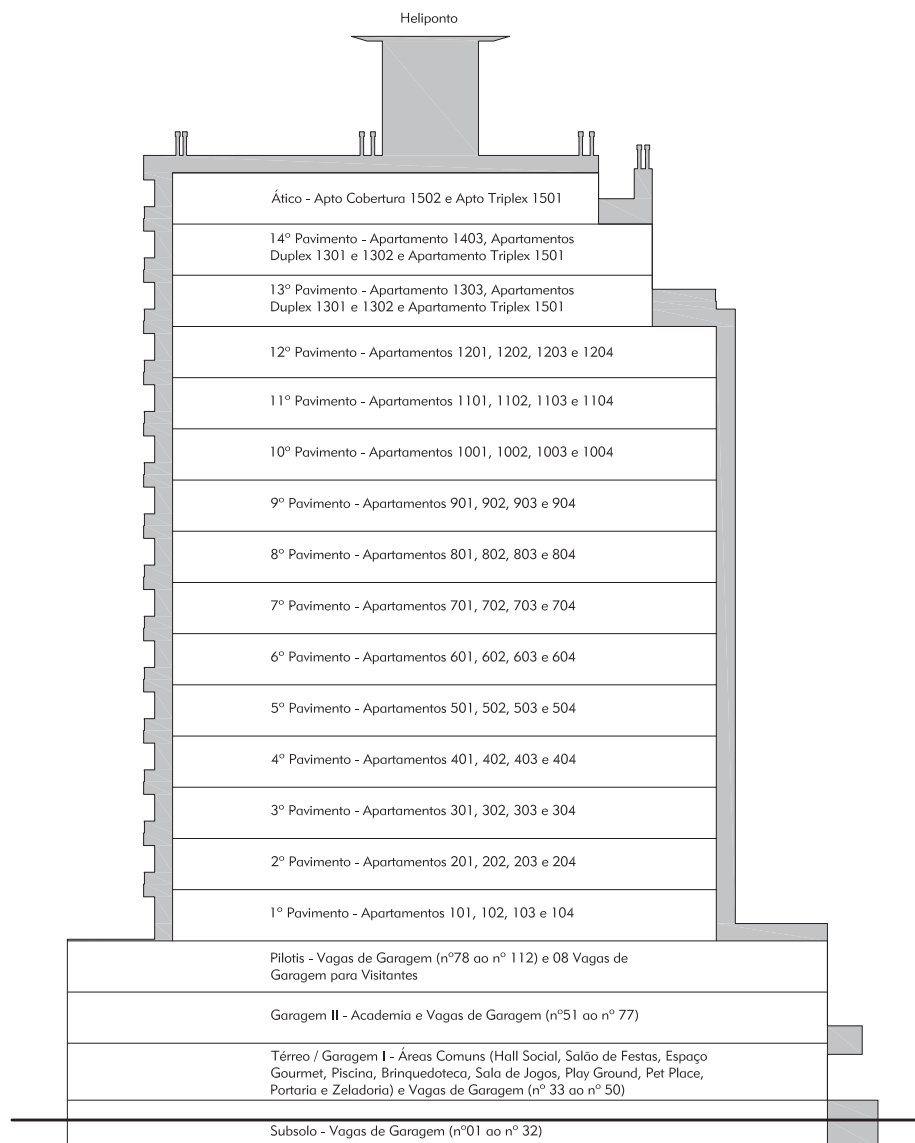 Heliponto
Ático - Apto Cobertura 1502 e Apto Triplex 1501
14º Pavimento - Apartamento 1403, Apartamentos
Duplex 1301 e 1302 e Apartamento Triplex 1501
13º Pavimento - Apartamento 1303, Apartamentos
Duplex 1301 e 1302 e Apartamento Triplex 1501
12º Pavimento - Apartamentos 1201, 1202, 1203 e 1204
11º Pavimento - Apartamentos 1101, 1102, 1103 e 1104
10º Pavimento - Apartamentos 1001, 1002, 1003 e 1004
9º Pavimento - Apartamentos 901, 902, 903 e 904
8º Pavimento - Apartamentos 801, 802, 803 e 804
7º Pavimento - Apartamentos 701, 702, 703 e 704
6º Pavimento - Apartamentos 601, 602, 603 e 604
5º Pavimento - Apartamentos 501, 502, 503 e 504
4º Pavimento - Apartamentos 401, 402, 403 e 404
3º Pavimento - Apartamentos 301, 302, 303 e 304
2º Pavimento - Apartamentos 201, 202, 203 e 204
1º Pavimento - Apartamentos 101, 102, 103 e 104
Pilotis - Vagas de Garagem (nº78 ao nº 112) e 08 Vagas de
Garagem para Visitantes
Garagem II - Academia e Vagas de Garagem (nº51 ao nº 77)
Térreo / Garagem I - Áreas Comuns (Hall Social, Salão de Festas, Espaço
Gourmet, Piscina, Brinquedoteca, Sala de Jogos, Play Ground, Pet Place,
Portaria e Zeladoria) e Vagas de Garagem (nº 33 ao nº 50)
Subsolo - Vagas de Garagem (nº01 ao nº 32)